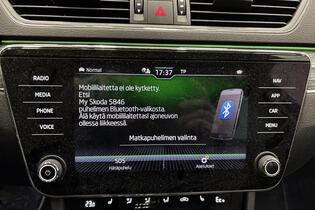 Normal
17:37
TP
RADIO
MEDIA
PHONE
VOICE
NAV
APP
CAR
MENU
Mobiililaitetta ei ole kytketty.
Etsi
My Skoda 5846
puhelimen Bluetooth-valikosta.
Älä käytä mobiililaitettasi ajoneuvon
ollessa liikkeessä.
Matkapuhelimen valinta
SOS
Hätäpuhelu
Asetukset